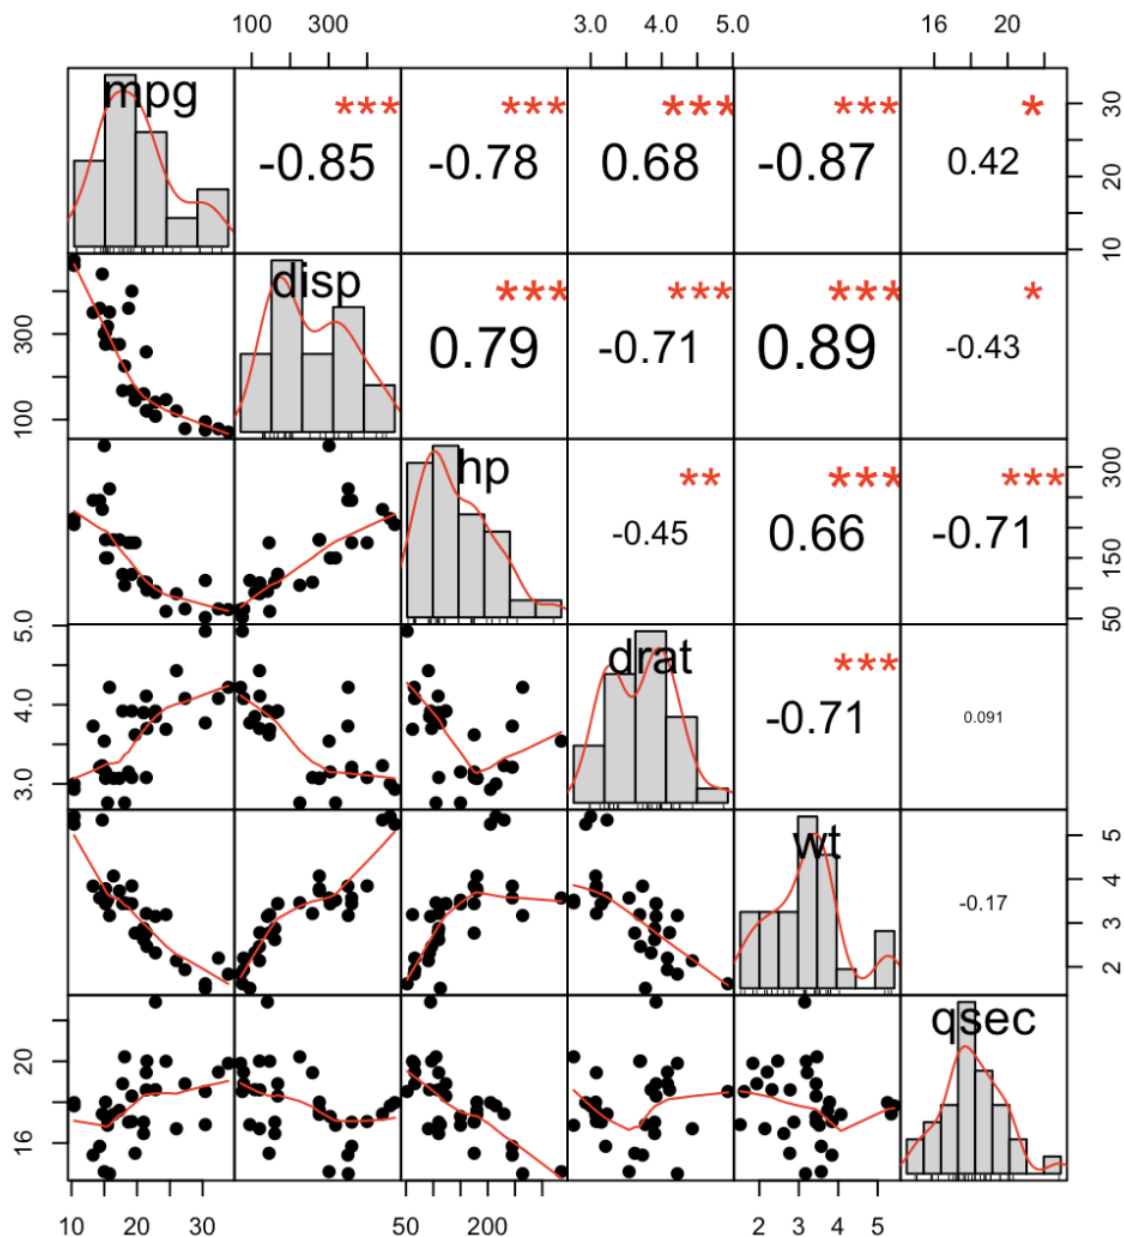 100 300 3.0 4.0 5.0 16 20
mpg *** *** *** *** * 30
-0.85 -0.78 0.68 -0.87 0.42 20
10
disp *** *** *** *
300 0.79 -0.71 0.89 -0.43
100
hp ** *** *** 300
-0.45 0.66 -0.71 150
50
5.0 drat ***
4.0 -0.71 0.091
3.0
wt 5
4
-0.17 3
2
qsec
20
16
10 20 30 50 200 2 3 4 5